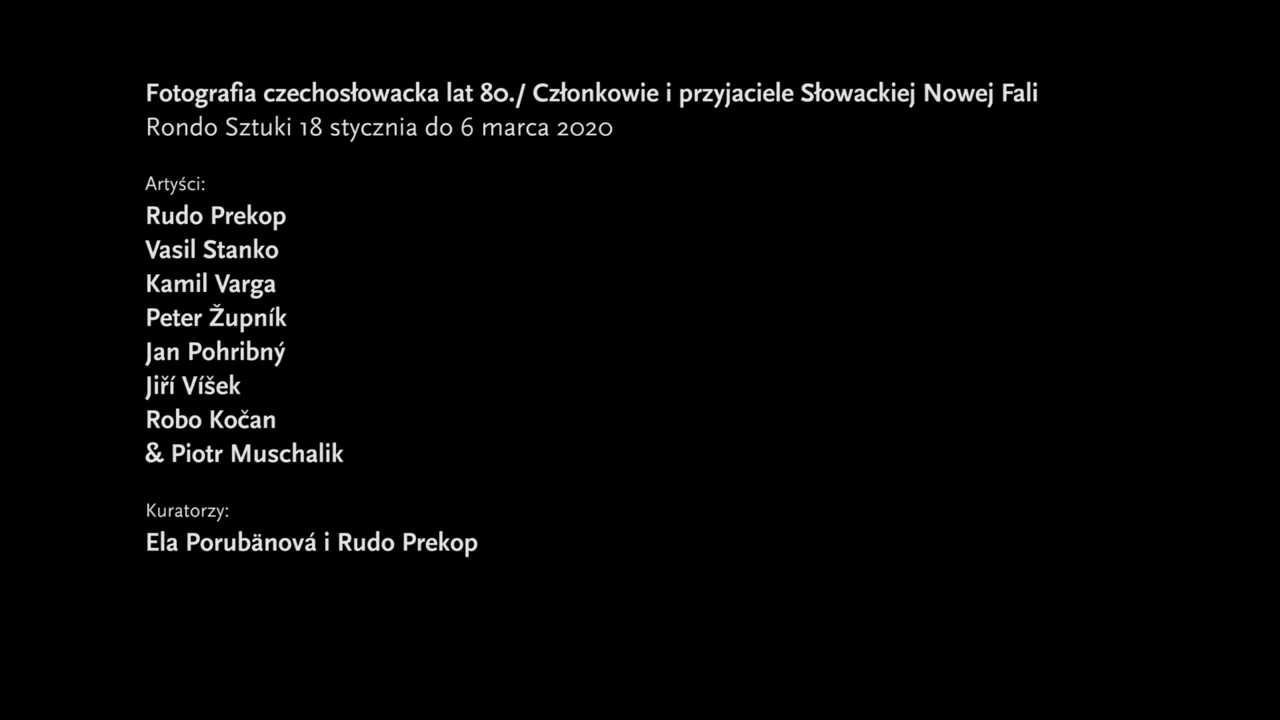 Fotografia czechosłowacka lat 80./ Członkowie i przyjaciele Słowackiej Nowej Fali
Rondo Sztuki 18 stycznia do 6 marca 2020
Artyści:
Rudo Prekop
Vasil Stanko
Kamil Varga
Peter Župník
Jan Pohribný
Jiří Víšek
Robo Kočan
& Piotr Muschalik
Kuratorzy:
Ela Porubänová i Rudo Prekop